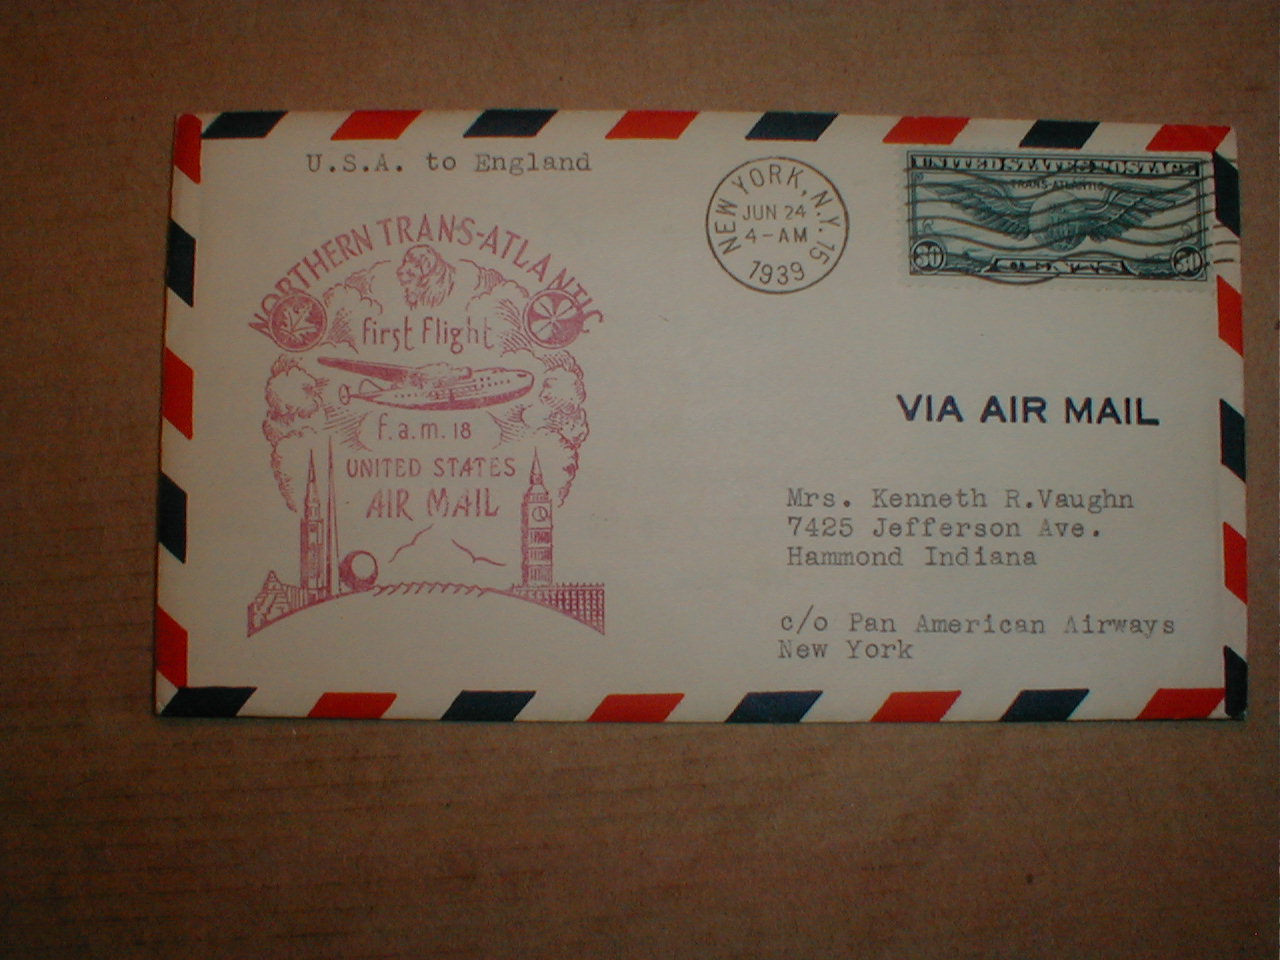 U.S.A. to England
NORTHERN TRANS-ATLANTIC
First Flight
f.a.m. 18
UNITED STATES
AIR MAIL
NEW YORK, N.Y. 15
JUN 24
4-AM
1939
UNITED STATES POSTAGE
TRANS-ATLANTIC
30 30
VIA AIR MAIL
Mrs. Kenneth R.Vaughn
7425 Jefferson Ave.
Hammond Indiana
c/o Pan American Airways
New York